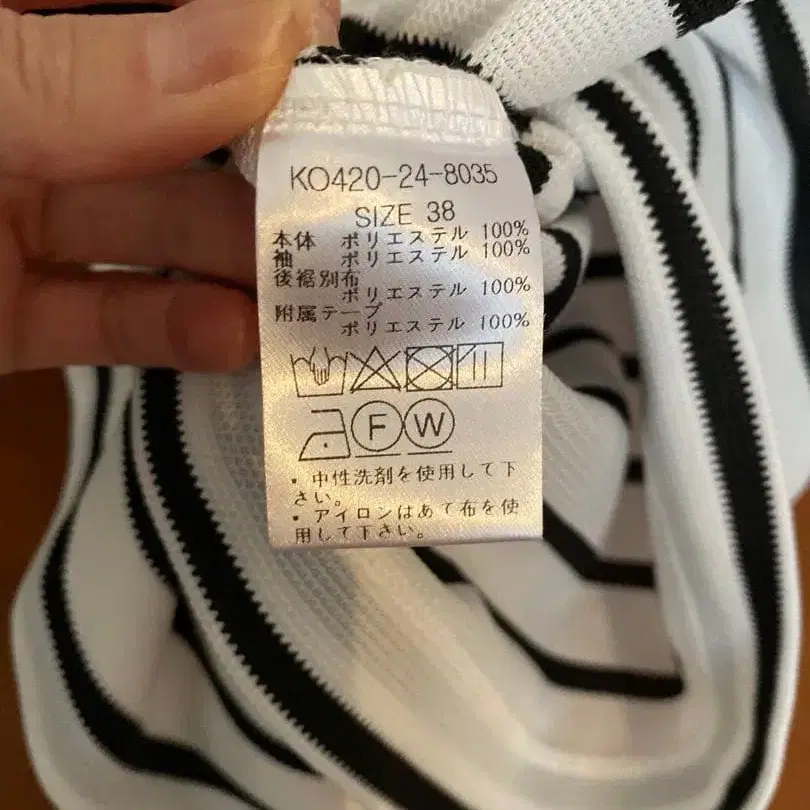 KO420-24-8035
SIZE 38
本体 ポリエステル 100%
袖 ポリエステル 100%
後裾別布
ポリエステル 100%
附属テープ
ポリエステル 100%
F W
・中性洗剤を使用して下
さい。
・アイロンはあて布を使
用して下さい。